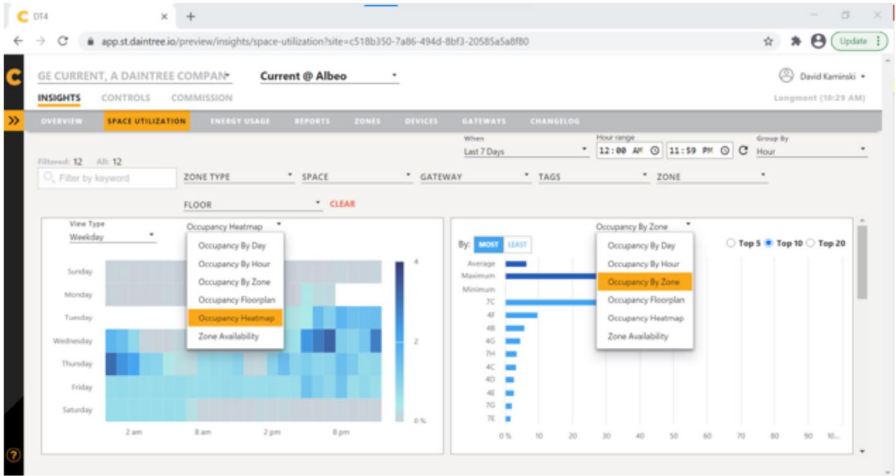 DT4
app.st.daintree.io/preview/insights/space-utilization?site=c518b350-7a86-494d-8bf3-20585a5a8f80
Update
GE CURRENT, A DAINTREE COMPAN
Current @ Albeo
David Kaminski
INSIGHTS CONTROLS COMMISSION
Longmont (10:29 AM)
OVERVIEW SPACE UTILIZATION ENERGY USAGE REPORTS ZONES DEVICES GATEWAYS CHANGELOG
When Hour range Group By
Last 7 Days 12:00 AM 11:59 PM Hour
Filtered: 12 All: 12
Filter by keyword ZONE TYPE SPACE GATEWAY TAGS ZONE
FLOOR CLEAR
View Type
Weekday
Occupancy Heatmap
Occupancy By Day
Occupancy By Hour
Occupancy By Zone
Occupancy Floorplan
Occupancy Heatmap
Zone Availability
Sunday
Monday
Tuesday
Wednesday
Thursday
Friday
Saturday
2 am 8 am 2 pm 8 pm
4
2
0 %
Occupancy By Zone
By: MOST LEAST
Top 5 Top 10 Top 20
Occupancy By Day
Occupancy By Hour
Occupancy By Zone
Occupancy Floorplan
Occupancy Heatmap
Zone Availability
Average
Maximum
Minimum
7C
4F
4B
4G
7H
4C
4D
4E
7G
7E
0 % 10 20 30 40 50 60 70 80 90 10...